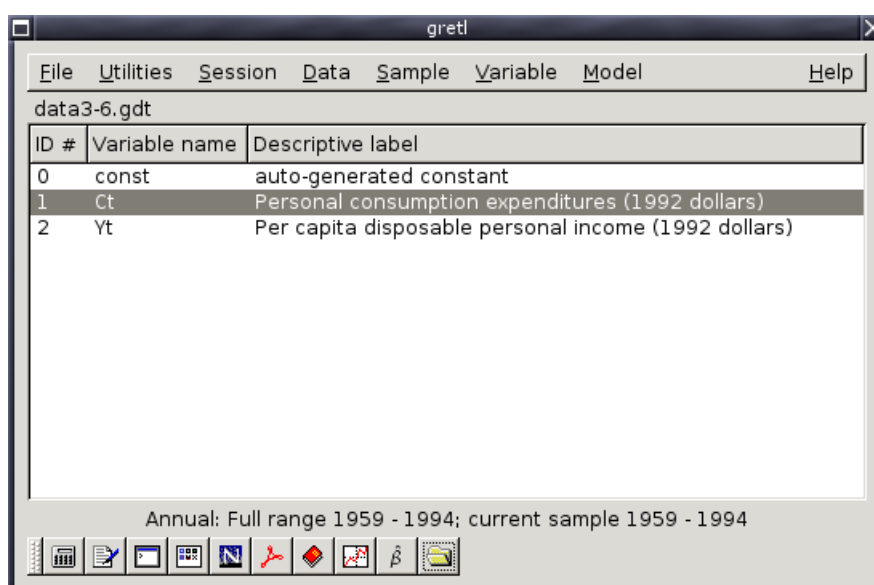 gretl
File Utilities Session Data Sample Variable Model Help
data3-6.gdt
ID # Variable name Descriptive label
0 const auto-generated constant
1 Ct Personal consumption expenditures (1992 dollars)
2 Yt Per capita disposable personal income (1992 dollars)
Annual: Full range 1959 - 1994; current sample 1959 - 1994
β̂